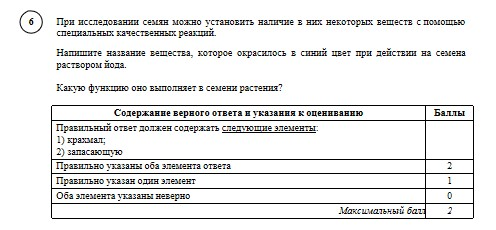 6
При исследовании семян можно установить наличие в них некоторых веществ с помощью
специальных качественных реакций.
Напишите название вещества, которое окрасилось в синий цвет при действии на семена
раствором йода.
Какую функцию оно выполняет в семени растения?
Содержание верного ответа и указания к оцениванию Баллы
Правильный ответ должен содержать следующие элементы:
1) крахмал;
2) запасающую
Правильно указаны оба элемента ответа 2
Правильно указан один элемент 1
Оба элемента указаны неверно 0
Максимальный балл 2